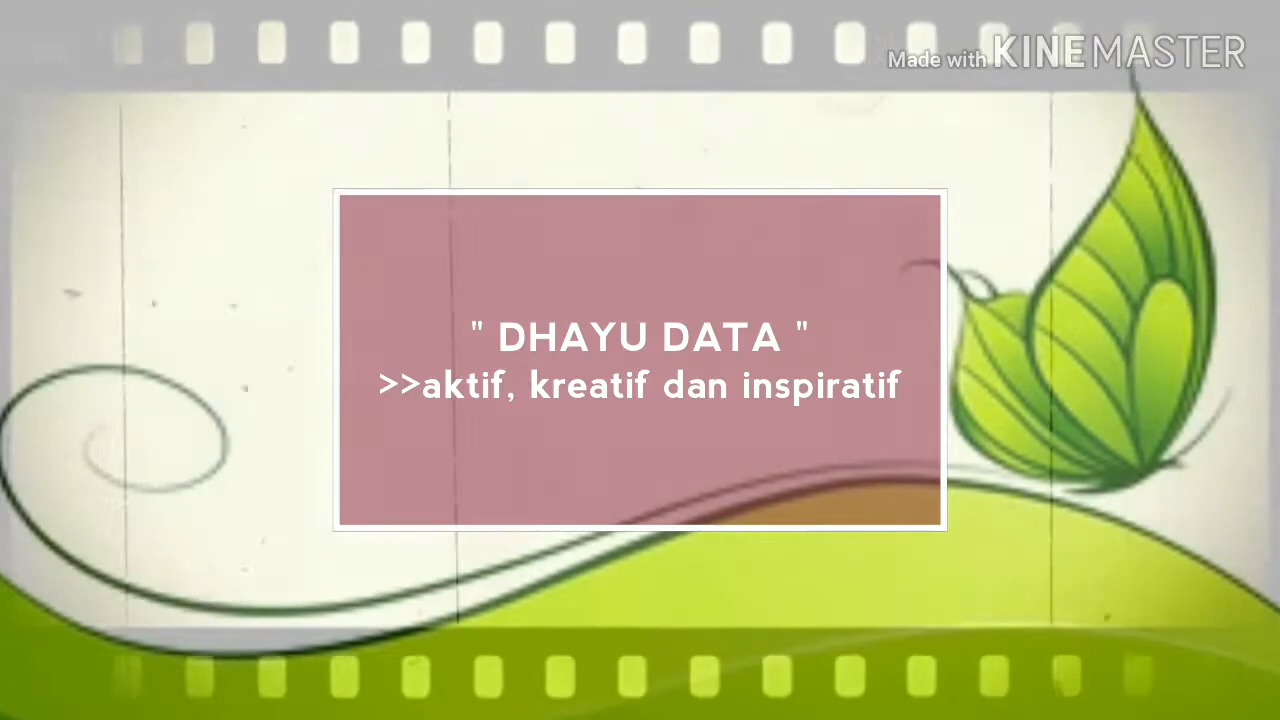 Made with KINEMASTER
" DHAYU DATA "
>>aktif, kreatif dan inspiratif